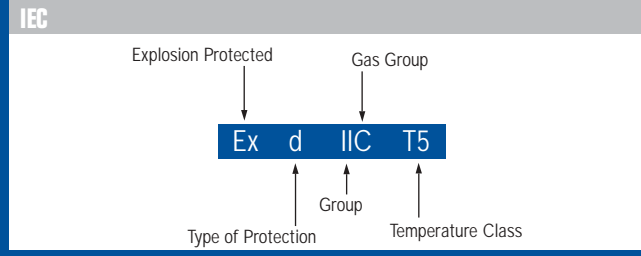 IEC
Explosion Protected
Gas Group
Ex d IIC T5
Group
Type of Protection
Temperature Class